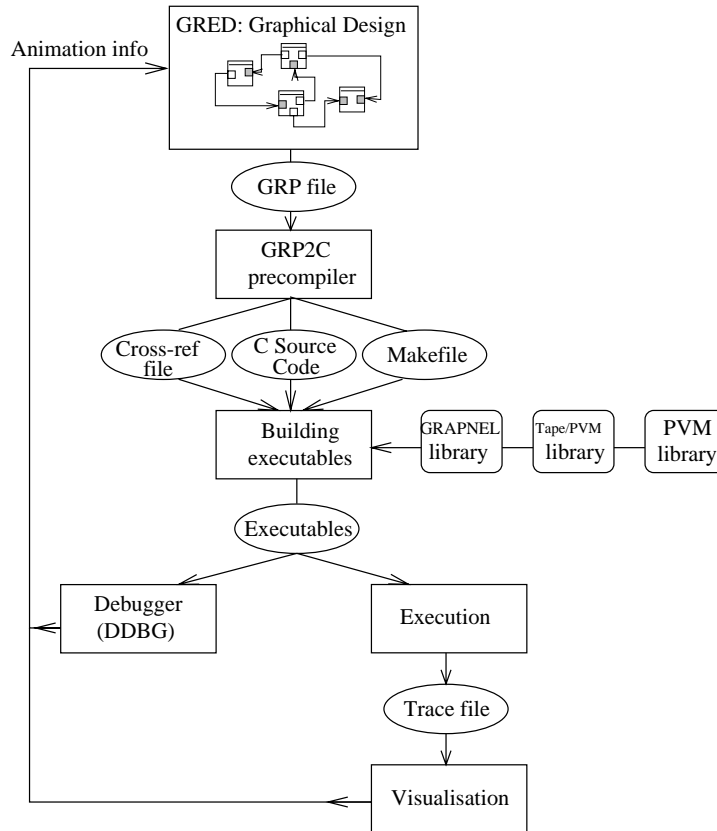 GRED: Graphical Design
Animation info
GRP file
GRP2C
precompiler
Cross-ref
file
C Source
Code
Makefile
Building
executables
GRAPNEL
library
Tape/PVM
library
PVM
library
Executables
Debugger
(DDBG)
Execution
Trace file
Visualisation